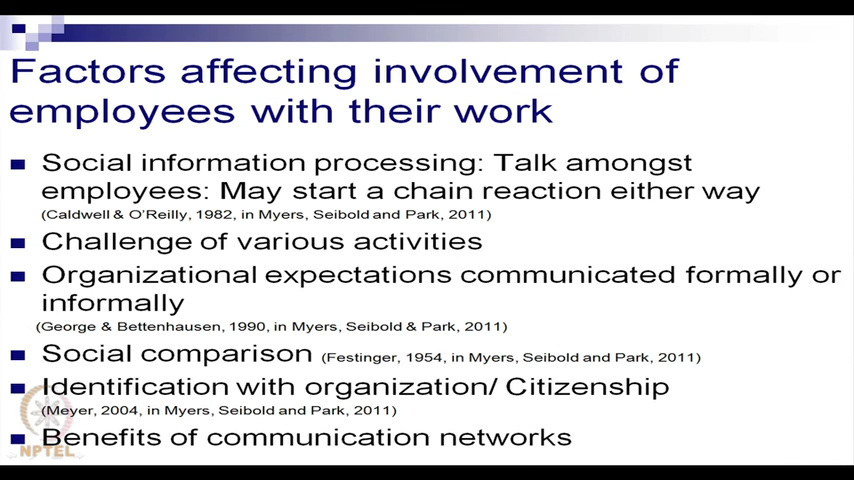 Factors affecting involvement of
employees with their work
Social information processing: Talk amongst
employees: May start a chain reaction either way
(Caldwell & O'Reilly, 1982, in Myers, Seibold and Park, 2011)
Challenge of various activities
Organizational expectations communicated formally or
informally
(George & Bettenhausen, 1990, in Myers, Seibold & Park, 2011)
Social comparison (Festinger, 1954, in Myers, Seibold and Park, 2011)
Identification with organization/ Citizenship
(Meyer, 2004, in Myers, Seibold and Park, 2011)
Benefits of communication networks
NPTEL